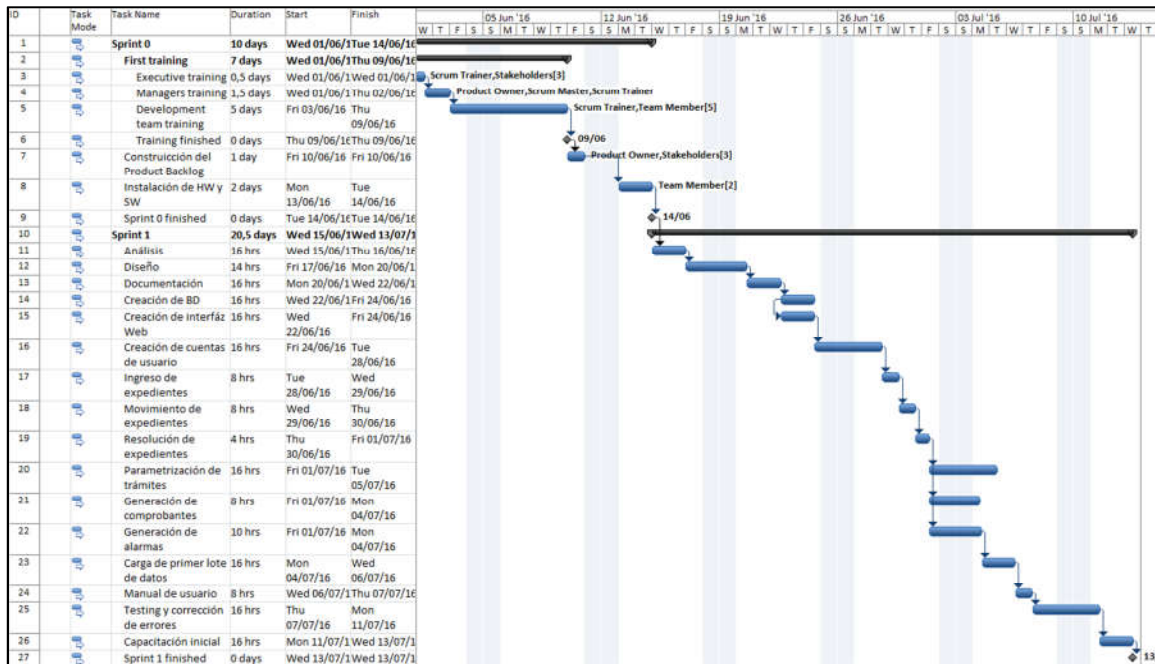 ID Task Mode Task Name Duration Start Finish
05 Jun '16 12 Jun '16 19 Jun '16 26 Jun '16 03 Jul '16 10 Jul '16
W T F S S M T W T F S S M T W T F S S M T W T F S S M T W T F S S M T W T F S S M T W T
1 Sprint 0 10 days Wed 01/06/1 Tue 14/06/16
2 First training 7 days Wed 01/06/1 Thu 09/06/16
3 Executive training 0,5 days Wed 01/06/1 Wed 01/06/1 Scrum Trainer,Stakeholders[3]
4 Managers training 1,5 days Wed 01/06/1 Thu 02/06/16 Product Owner,Scrum Master,Scrum Trainer
5 Development 5 days Fri 03/06/16 Thu Scrum Trainer,Team Member[5]
team training 09/06/16
6 Training finished 0 days Thu 09/06/16 Thu 09/06/16 09/06
7 Construicción del 1 day Fri 10/06/16 Fri 10/06/16 Product Owner,Stakeholders[3]
Product Backlog
8 Instalación de HW y 2 days Mon Tue Team Member[2]
SW 13/06/16 14/06/16
9 Sprint 0 finished 0 days Tue 14/06/16 Tue 14/06/16 14/06
10 Sprint 1 20,5 days Wed 15/06/1 Wed 13/07/1
11 Análisis 16 hrs Wed 15/06/1 Thu 16/06/16
12 Diseño 14 hrs Fri 17/06/16 Mon 20/06/1
13 Documentación 16 hrs Mon 20/06/1 Wed 22/06/1
14 Creación de BD 16 hrs Wed 22/06/1 Fri 24/06/16
15 Creación de interfáz 16 hrs Wed Fri 24/06/16
Web 22/06/16
16 Creación de cuentas 16 hrs Fri 24/06/16 Tue
de usuario 28/06/16
17 Ingreso de 8 hrs Tue Wed
expedientes 28/06/16 29/06/16
18 Movimiento de 8 hrs Wed Thu
expedientes 29/06/16 30/06/16
19 Resolución de 4 hrs Thu Fri 01/07/16
expedientes 30/06/16
20 Parametrización de 16 hrs Fri 01/07/16 Tue
trámites 05/07/16
21 Generación de 8 hrs Fri 01/07/16 Mon
comprobantes 04/07/16
22 Generación de 10 hrs Fri 01/07/16 Mon
alarmas 04/07/16
23 Carga de primer lote 16 hrs Mon Wed
de datos 04/07/16 06/07/16
24 Manual de usuario 8 hrs Wed 06/07/1 Thu 07/07/16
25 Testing y corrección 16 hrs Thu Mon
de errores 07/07/16 11/07/16
26 Capacitación inicial 16 hrs Mon 11/07/1 Wed 13/07/1
27 Sprint 1 finished 0 days Wed 13/07/1 Wed 13/07/1 13